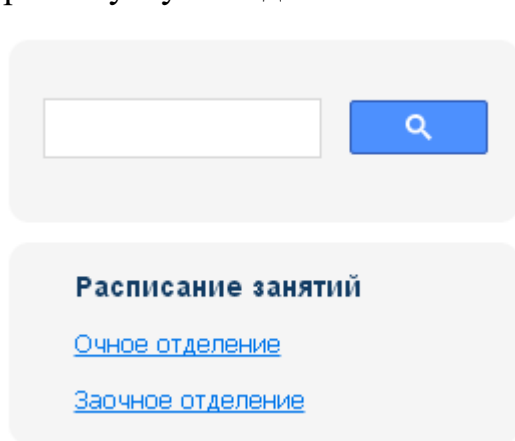 Расписание занятий
Очное отделение
Заочное отделение